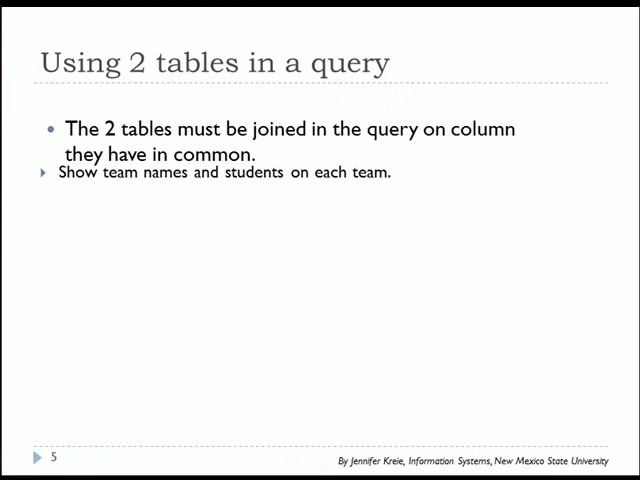 Using 2 tables in a query
• The 2 tables must be joined in the query on column
they have in common.
Show team names and students on each team.
5
By Jennifer Kreie, Information Systems, New Mexico State University